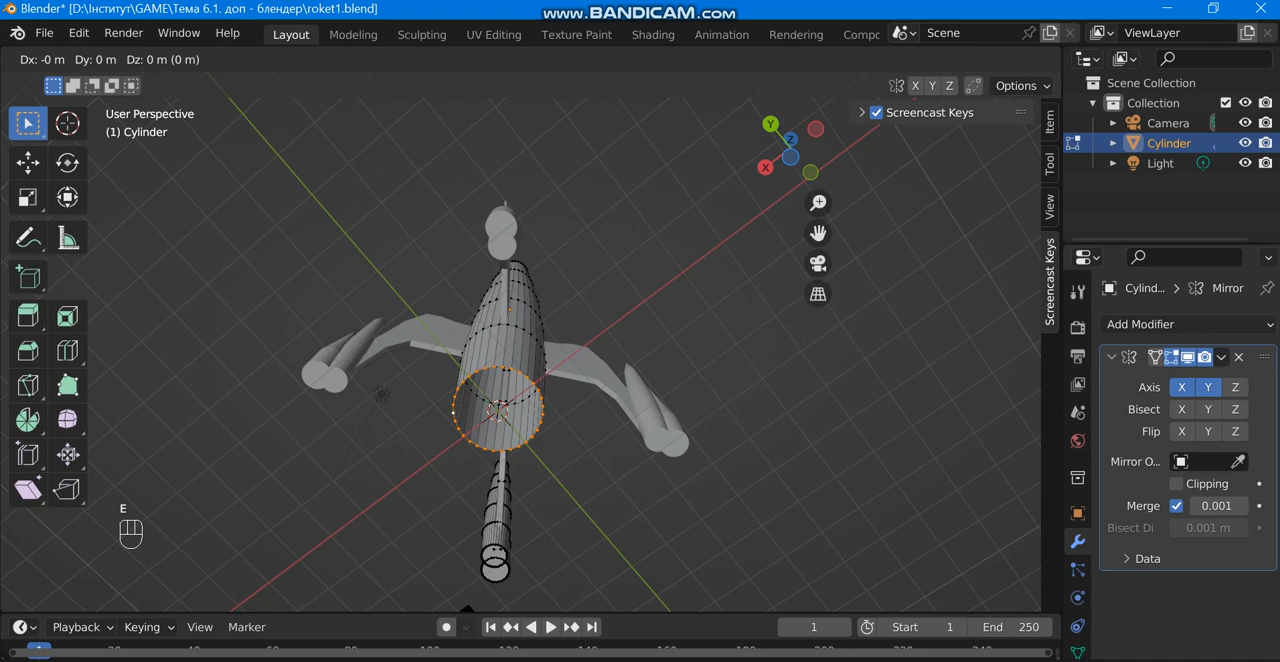 Blender* [D:\Інститут\GAME\Тема 6.1. доп - блендер\roket1.blend]
www.BANDICAM.com
File Edit Render Window Help
Layout Modeling Sculpting UV Editing Texture Paint Shading Animation Rendering Compc
Scene
ViewLayer
Dx: -0 m Dy: 0 m Dz: 0 m (0 m)
X Y Z
Options
User Perspective
(1) Cylinder
Screencast Keys
Y
Z
X
Item
Tool
View
Screencast Keys
E
Scene Collection
Collection
Camera
Cylinder
Light
Cylind... > Mirror
Add Modifier
Axis X Y Z
Bisect X Y Z
Flip X Y Z
Mirror O...
Clipping
Merge 0.001
Bisect Di 0.001 m
Data
Playback Keying View Marker
1 Start 1 End 250